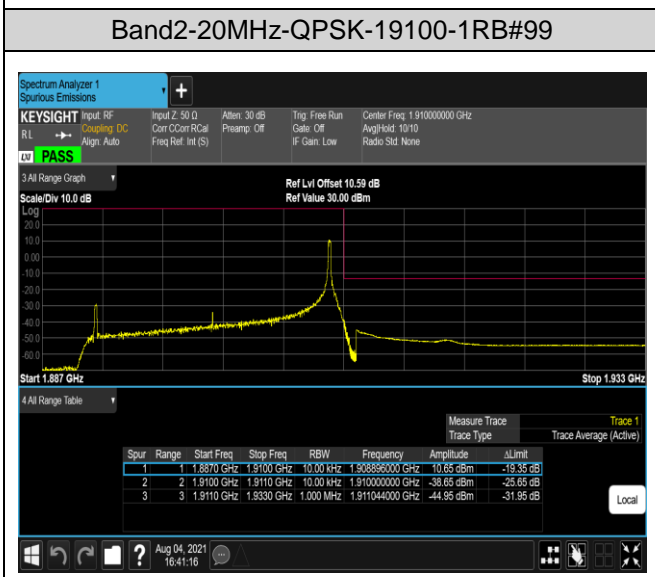 Band2-20MHz-QPSK-19100-1RB#99
Spectrum Analyzer 1
Spurious Emissions
+
KEYSIGHT Input: RF Input Z: 50 Ω Atten: 30 dB Trig: Free Run Center Freq: 1.910000000 GHz
RL Coupling: DC Corr CCorr RCal Preamp: Off Gate: Off Avg|Hold: 10/10
Align: Auto Freq Ref: Int (S) IF Gain: Low Radio Std: None
LXI PASS
3 All Range Graph
Ref Lvl Offset 10.59 dB
Scale/Div 10.0 dB Ref Value 30.00 dBm
Log
20.0
10.0
0.00
-10.0
-20.0
-30.0
-40.0
-50.0
-60.0
Start 1.887 GHz Stop 1.933 GHz
4 All Range Table
Measure Trace Trace 1
Trace Type Trace Average (Active)
Spur Range Start Freq Stop Freq RBW Frequency Amplitude ΔLimit
1 1 1.8870 GHz 1.9100 GHz 10.00 kHz 1.908896000 GHz 10.65 dBm -19.35 dB
2 2 1.9100 GHz 1.9110 GHz 10.00 kHz 1.910000000 GHz -38.65 dBm -25.65 dB
3 3 1.9110 GHz 1.9330 GHz 1.000 MHz 1.911044000 GHz -44.95 dBm -31.95 dB
Local
? Aug 04, 2021
16:41:16